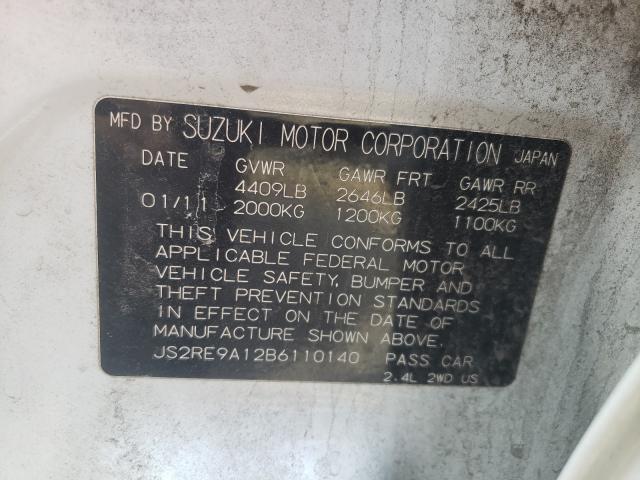 MFD BY SUZUKI MOTOR CORPORATION JAPAN
DATE GVWR GAWR FRT GAWR RR
4409LB 2646LB 2425LB
01/11 2000KG 1200KG 1100KG
THIS VEHICLE CONFORMS TO ALL
APPLICABLE FEDERAL MOTOR
VEHICLE SAFETY, BUMPER AND
THEFT PREVENTION STANDARDS
IN EFFECT ON THE DATE OF
MANUFACTURE SHOWN ABOVE.
JS2RE9A12B6110140 PASS CAR
2.4L 2WD US